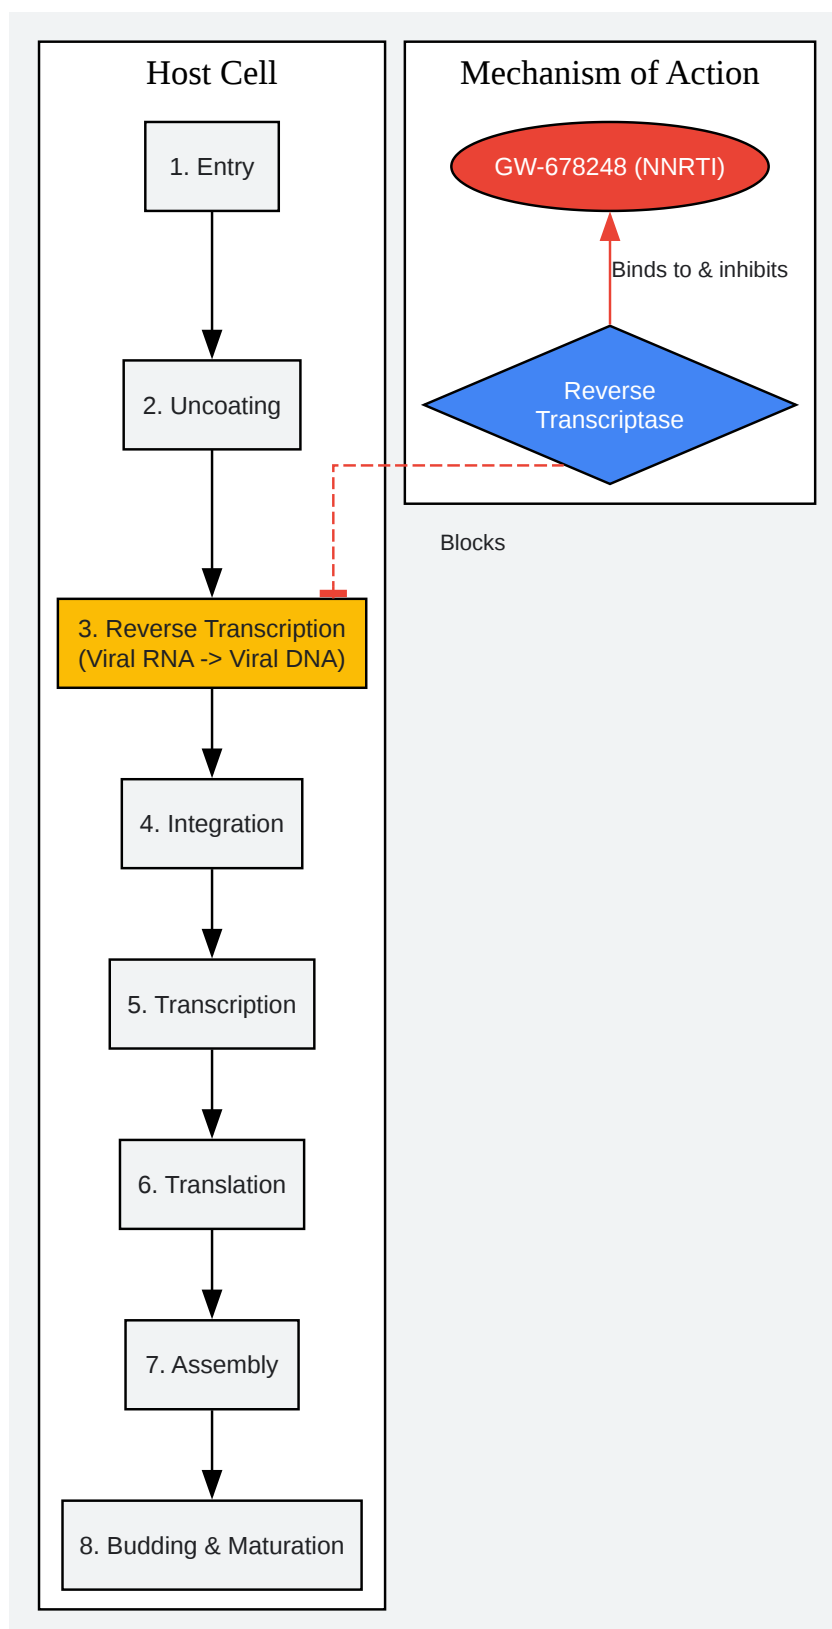 Host Cell
1. Entry
2. Uncoating
3. Reverse Transcription
(Viral RNA -> Viral DNA)
4. Integration
5. Transcription
6. Translation
7. Assembly
8. Budding & Maturation
Mechanism of Action
GW-678248 (NNRTI)
Binds to & inhibits
Reverse
Transcriptase
Blocks